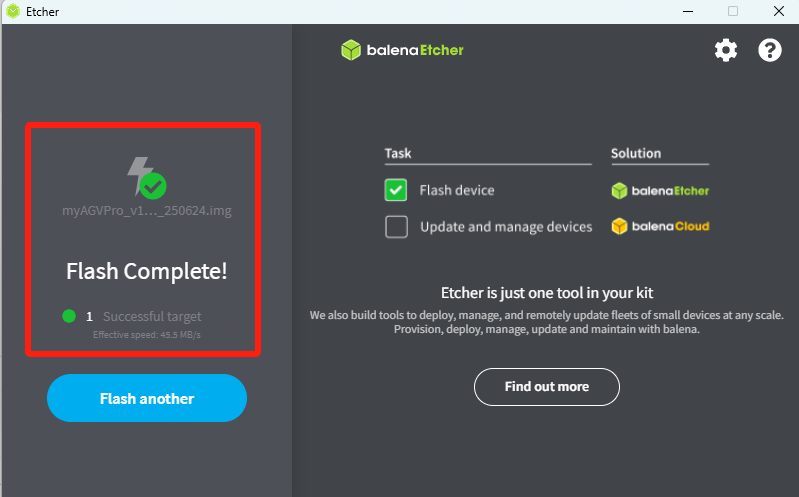 Etcher
balenaEtcher
myAGVPro_v1..._250624.img
Flash Complete!
1 Successful target
Effective speed: 45.5 MB/s
Flash another
Task Solution
Flash device balenaEtcher
Update and manage devices balenaCloud
Etcher is just one tool in your kit
We also build tools to deploy, manage, and remotely update fleets of small devices at any scale.
Provision, deploy, manage, update and maintain with balena.
Find out more